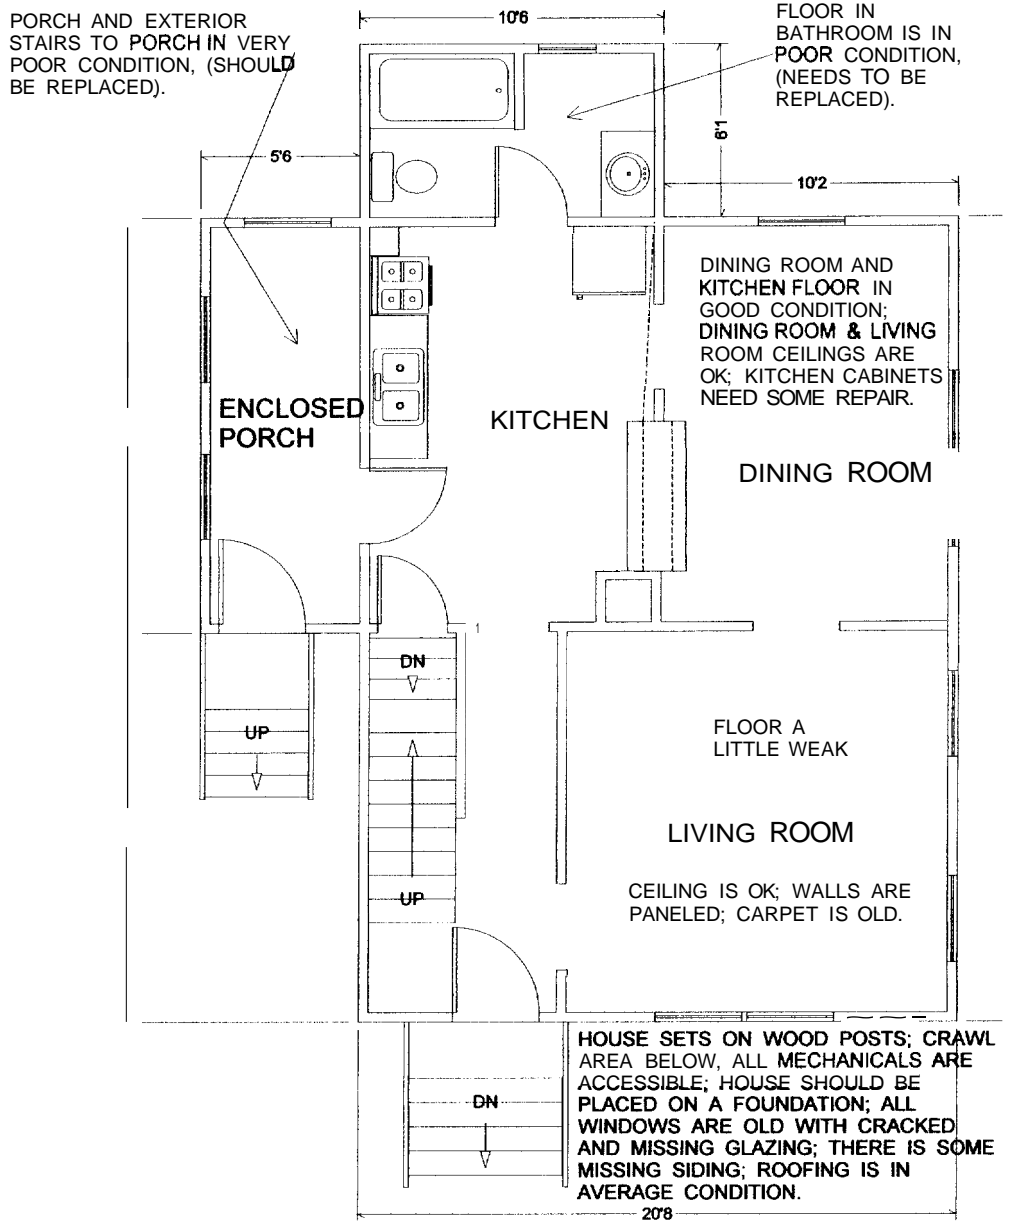 PORCH AND EXTERIOR
STAIRS TO PORCH IN VERY
POOR CONDITION, (SHOULD
BE REPLACED).
10'6
FLOOR IN
BATHROOM IS IN
POOR CONDITION,
(NEEDS TO BE
REPLACED).
6'1
5'6
10'2
DINING ROOM AND
KITCHEN FLOOR IN
GOOD CONDITION;
DINING ROOM & LIVING
ROOM CEILINGS ARE
OK; KITCHEN CABINETS
NEED SOME REPAIR.
ENCLOSED
PORCH
KITCHEN
DINING ROOM
1
DN
UP
FLOOR A
LITTLE WEAK
LIVING ROOM
CEILING IS OK; WALLS ARE
PANELED; CARPET IS OLD.
UP
HOUSE SETS ON WOOD POSTS; CRAWL
AREA BELOW, ALL MECHANICALS ARE
ACCESSIBLE; HOUSE SHOULD BE
PLACED ON A FOUNDATION; ALL
WINDOWS ARE OLD WITH CRACKED
AND MISSING GLAZING; THERE IS SOME
MISSING SIDING; ROOFING IS IN
AVERAGE CONDITION.
DN
20'8